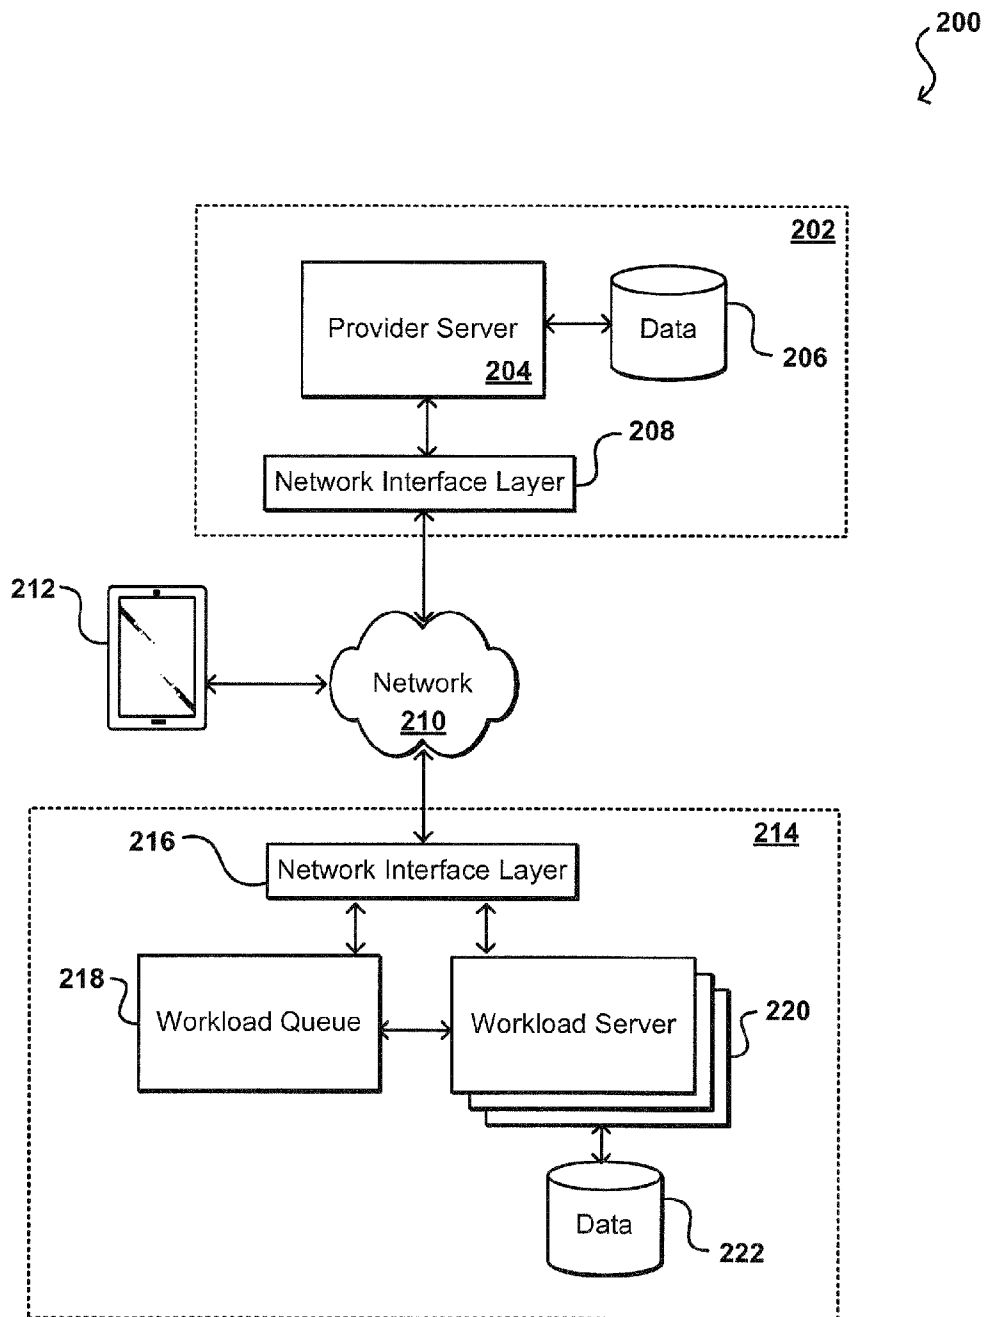 200
202
Provider Server
204
Data
206
208
Network Interface Layer
212
Network
210
214
216
Network Interface Layer
218
Workload Queue
Workload Server
220
Data
222